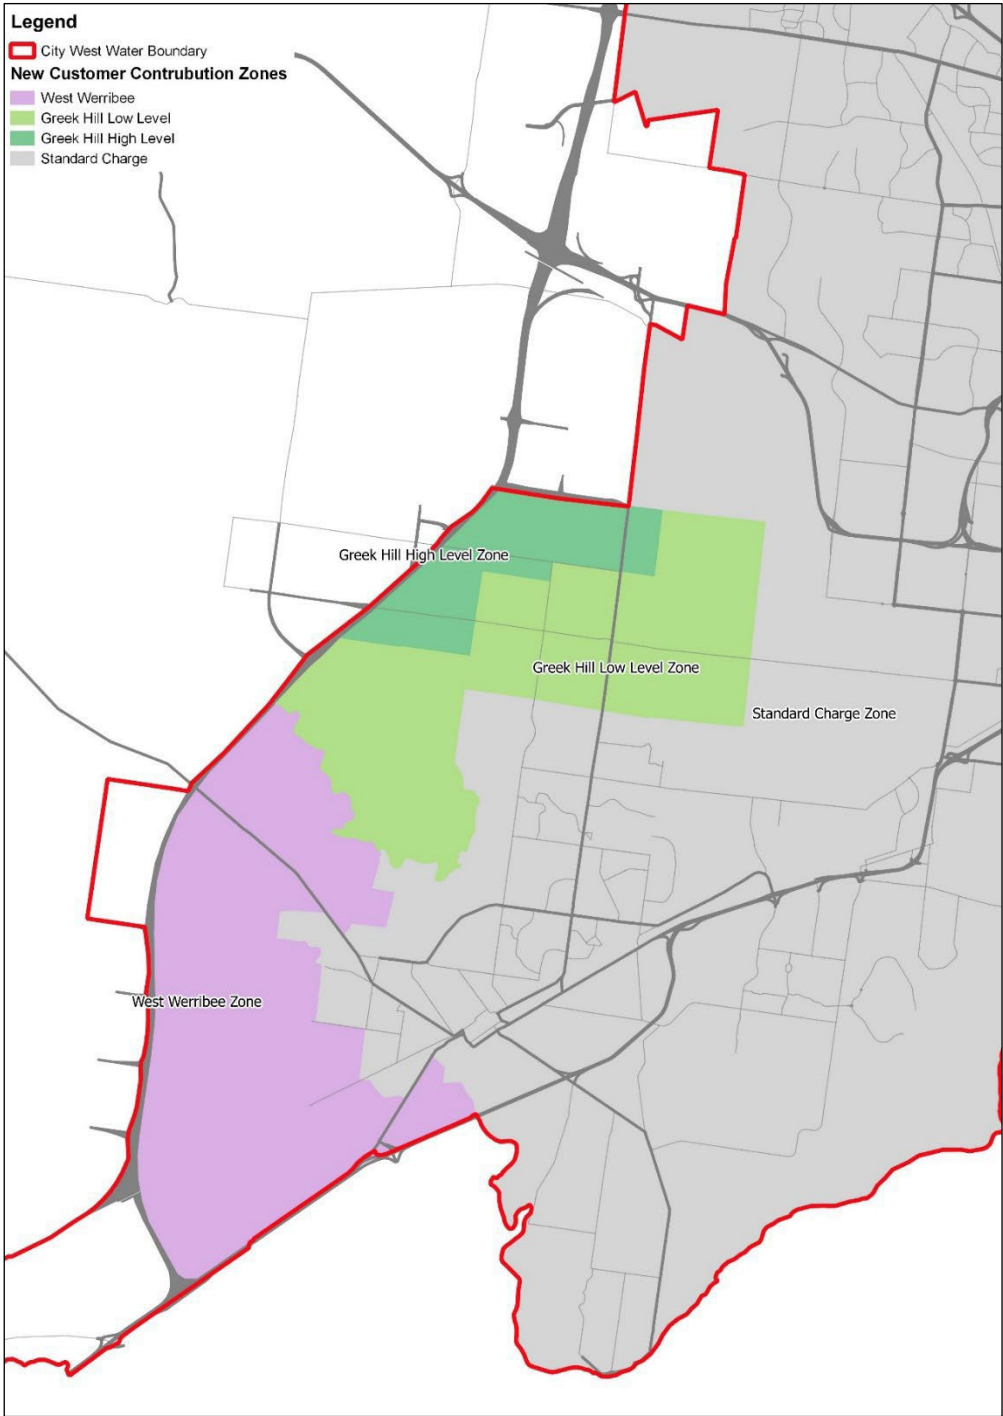 Legend
City West Water Boundary
New Customer Contrubution Zones
West Werribee
Greek Hill Low Level
Greek Hill High Level
Standard Charge
Greek Hill High Level Zone
Greek Hill Low Level Zone
Standard Charge Zone
West Werribee Zone